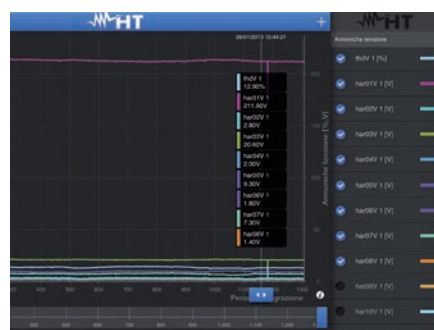 HT
+
HT
28/01/2013 10:44:21
Armoniche tensione
thdV 1
12.90%
har01V 1
211.90V
har02V 1
2.80V
har03V 1
20.60V
har04V 1
2.00V
har05V 1
9.30V
har06V 1
1.80V
har07V 1
7.30V
har08V 1
1.40V
Armoniche tensione [%,V]
thdV 1 [%]
har01V 1 [V]
har02V 1 [V]
har03V 1 [V]
har04V 1 [V]
har05V 1 [V]
har06V 1 [V]
har07V 1 [V]
har08V 1 [V]
har09V 1 [V]
har10V 1 [V]